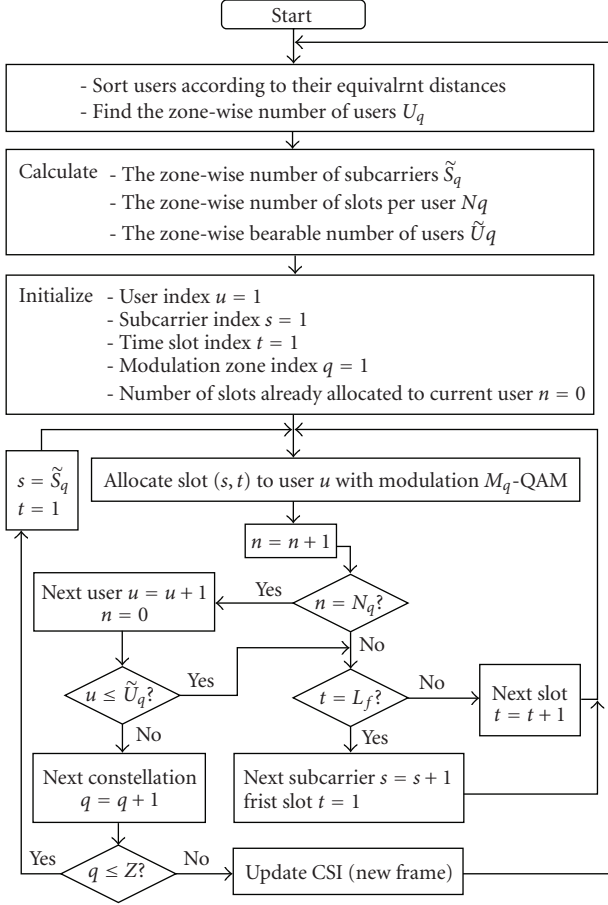 Start
- Sort users according to their equivalrnt distances
- Find the zone-wise number of users U_q
Calculate - The zone-wise number of subcarriers S̃_q
- The zone-wise number of slots per user Nq
- The zone-wise bearable number of users Ũq
Initialize - User index u = 1
- Subcarrier index s = 1
- Time slot index t = 1
- Modulation zone index q = 1
- Number of slots already allocated to current user n = 0
s = S̃_q
t = 1
Allocate slot (s, t) to user u with modulation M_q-QAM
n = n + 1
Next user u = u + 1
n = 0
Yes
n = N_q?
No
u ≤ Ũ_q?
Yes
t = L_f?
No
Next slot
t = t + 1
No
Yes
Next constellation
q = q + 1
Next subcarrier s = s + 1
frist slot t = 1
Yes
q ≤ Z?
No
Update CSI (new frame)